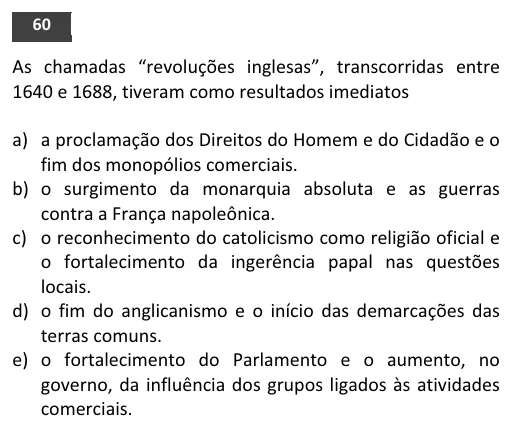 60
As chamadas “revoluções inglesas”, transcorridas entre
1640 e 1688, tiveram como resultados imediatos
a) a proclamação dos Direitos do Homem e do Cidadão e o
fim dos monopólios comerciais.
b) o surgimento da monarquia absoluta e as guerras
contra a França napoleônica.
c) o reconhecimento do catolicismo como religião oficial e
o fortalecimento da ingerência papal nas questões
locais.
d) o fim do anglicanismo e o início das demarcações das
terras comuns.
e) o fortalecimento do Parlamento e o aumento, no
governo, da influência dos grupos ligados às atividades
comerciais.